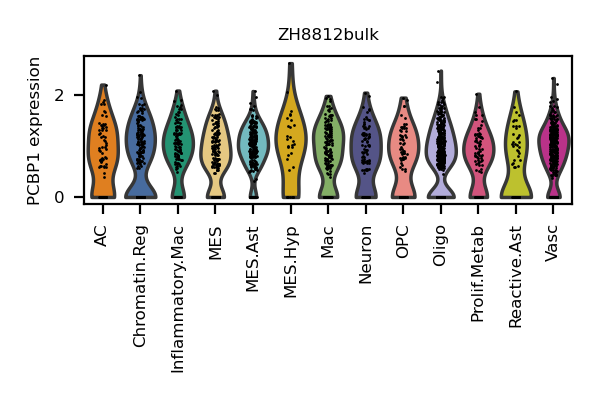 ZH8812bulk
PCBP1 expression
2
0
AC
Chromatin.Reg
Inflammatory.Mac
MES
MES.Ast
MES.Hyp
Mac
Neuron
OPC
Oligo
Prolif.Metab
Reactive.Ast
Vasc